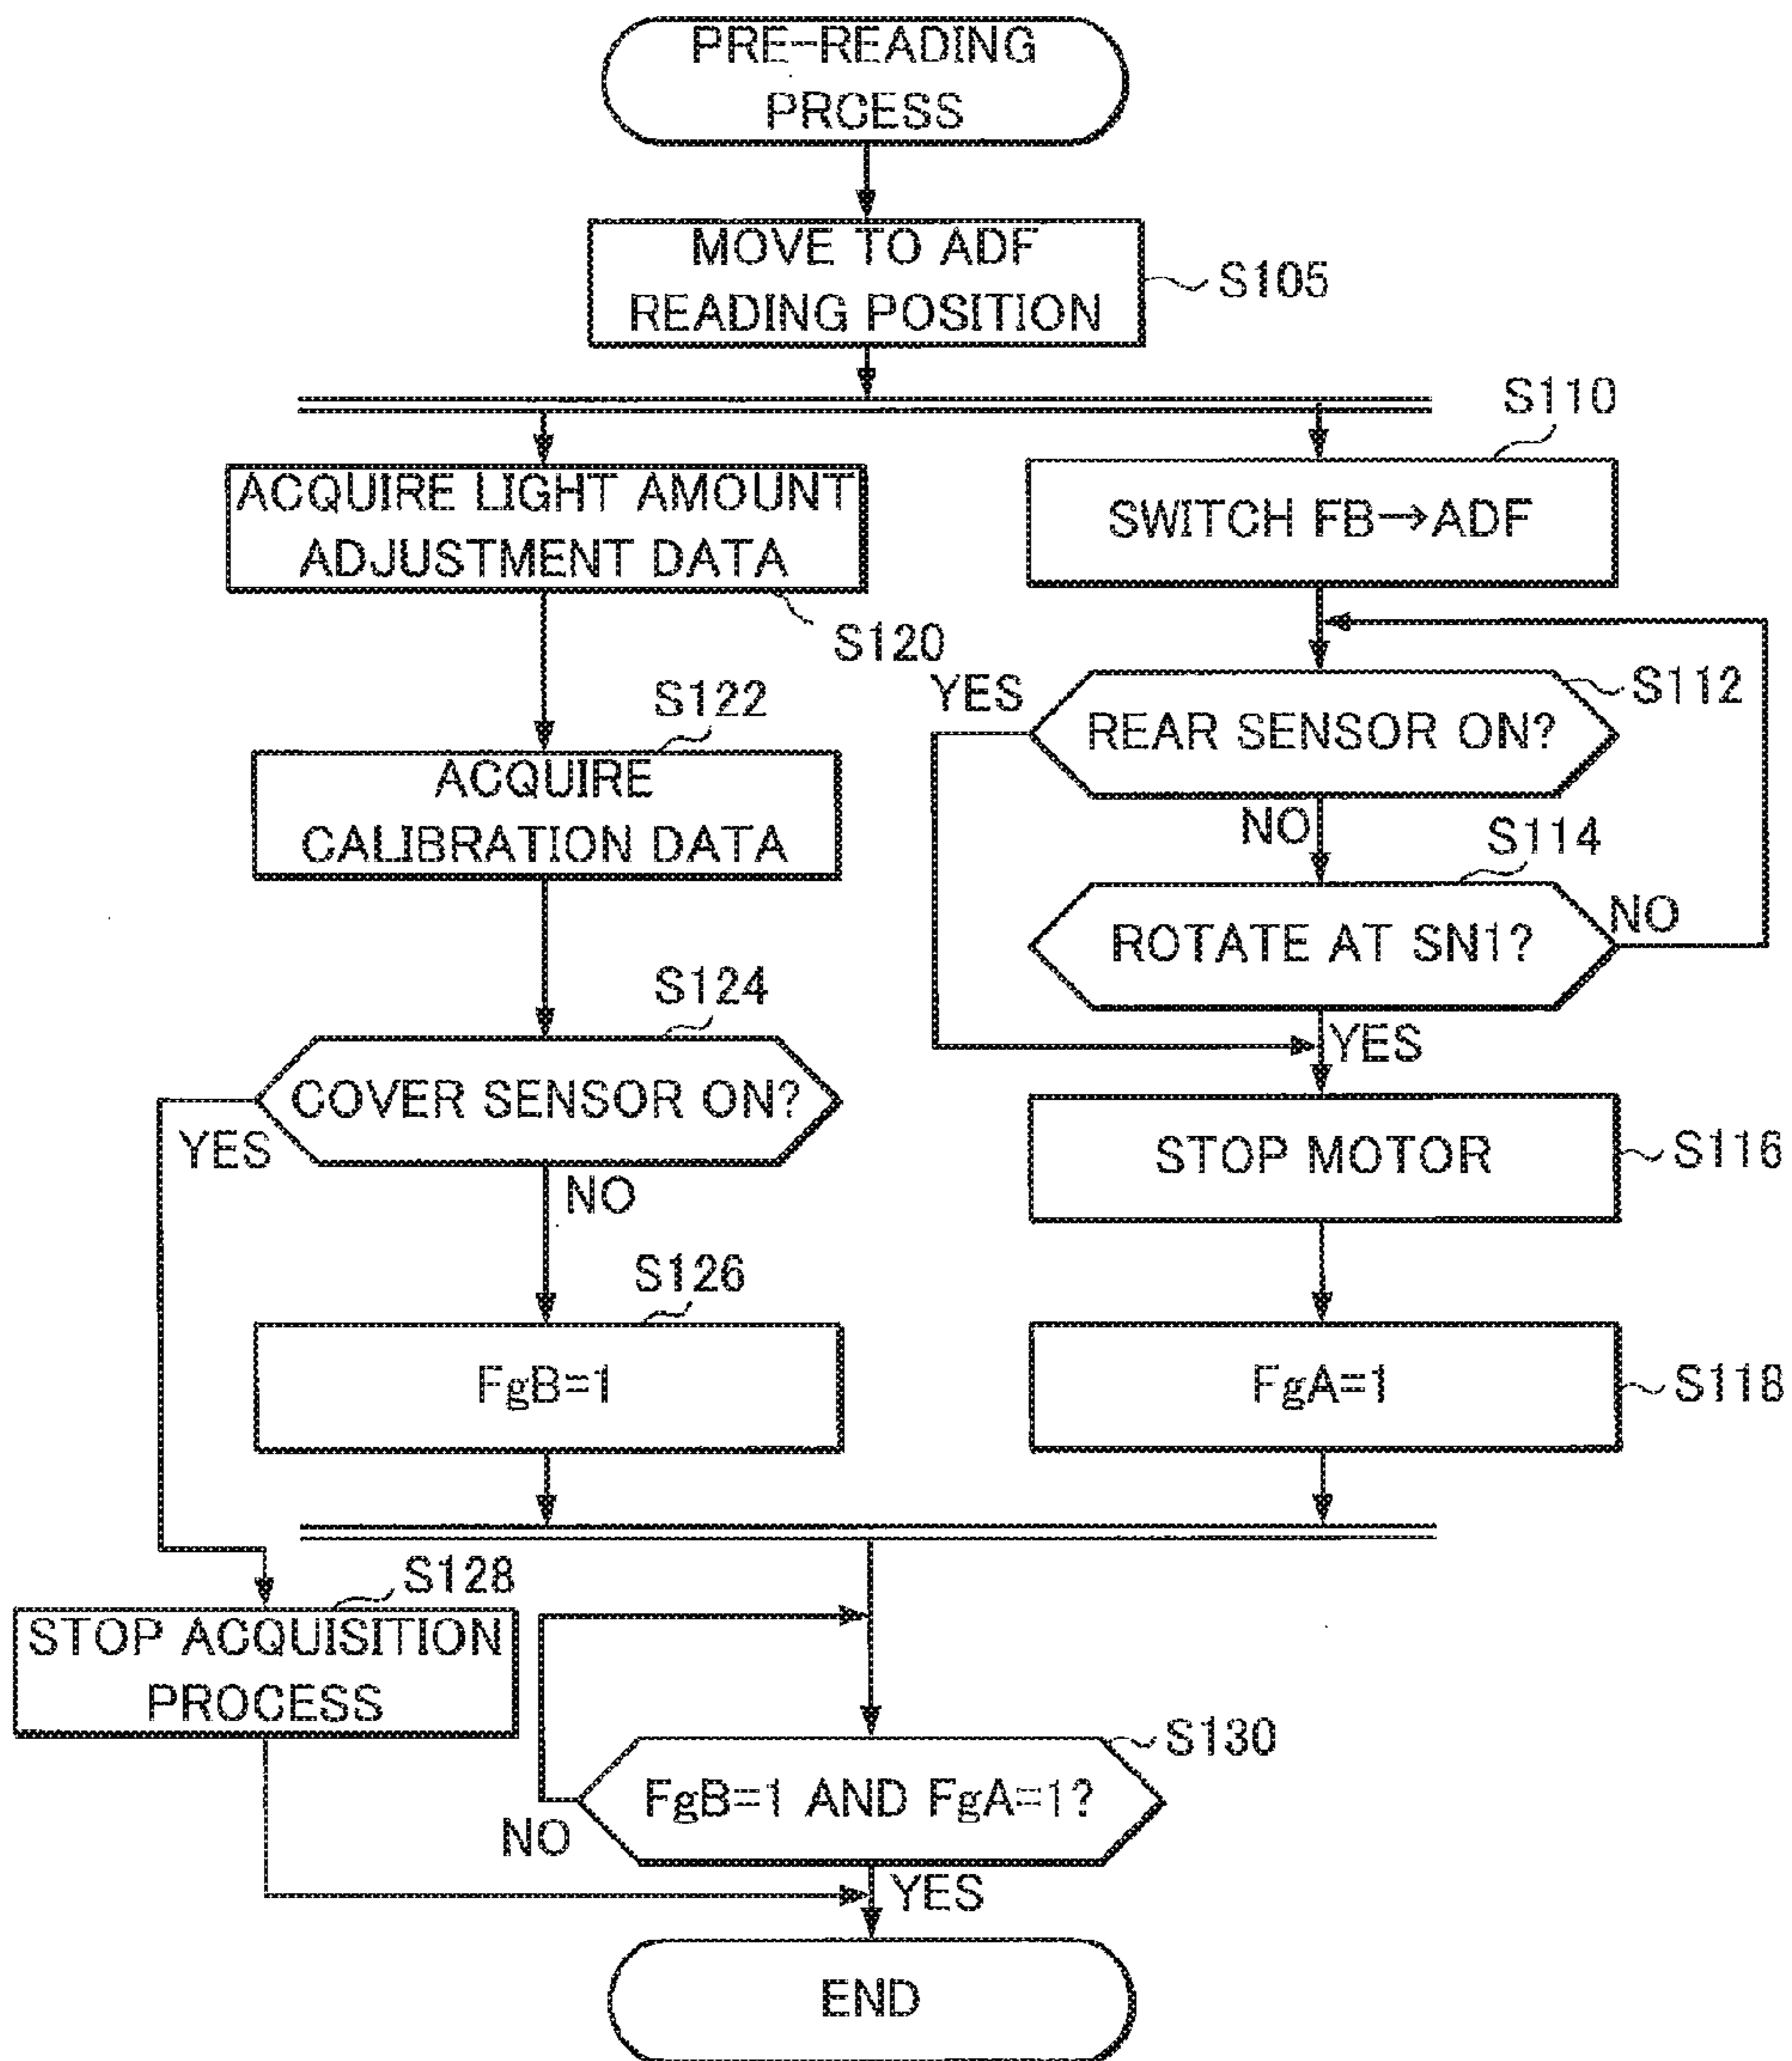 PRE-READING
PRCESS
MOVE TO ADF
READING POSITION
S105
S110
ACQUIRE LIGHT AMOUNT
ADJUSTMENT DATA
S120
SWITCH FB→ADF
S122
ACQUIRE
CALIBRATION DATA
YES
S112
REAR SENSOR ON?
NO
S114
ROTATE AT SN1?
NO
YES
S124
COVER SENSOR ON?
YES
NO
STOP MOTOR
S116
S126
FgB=1
FgA=1
S118
S128
STOP ACQUISITION
PROCESS
S130
FgB=1 AND FgA=1?
NO
YES
END